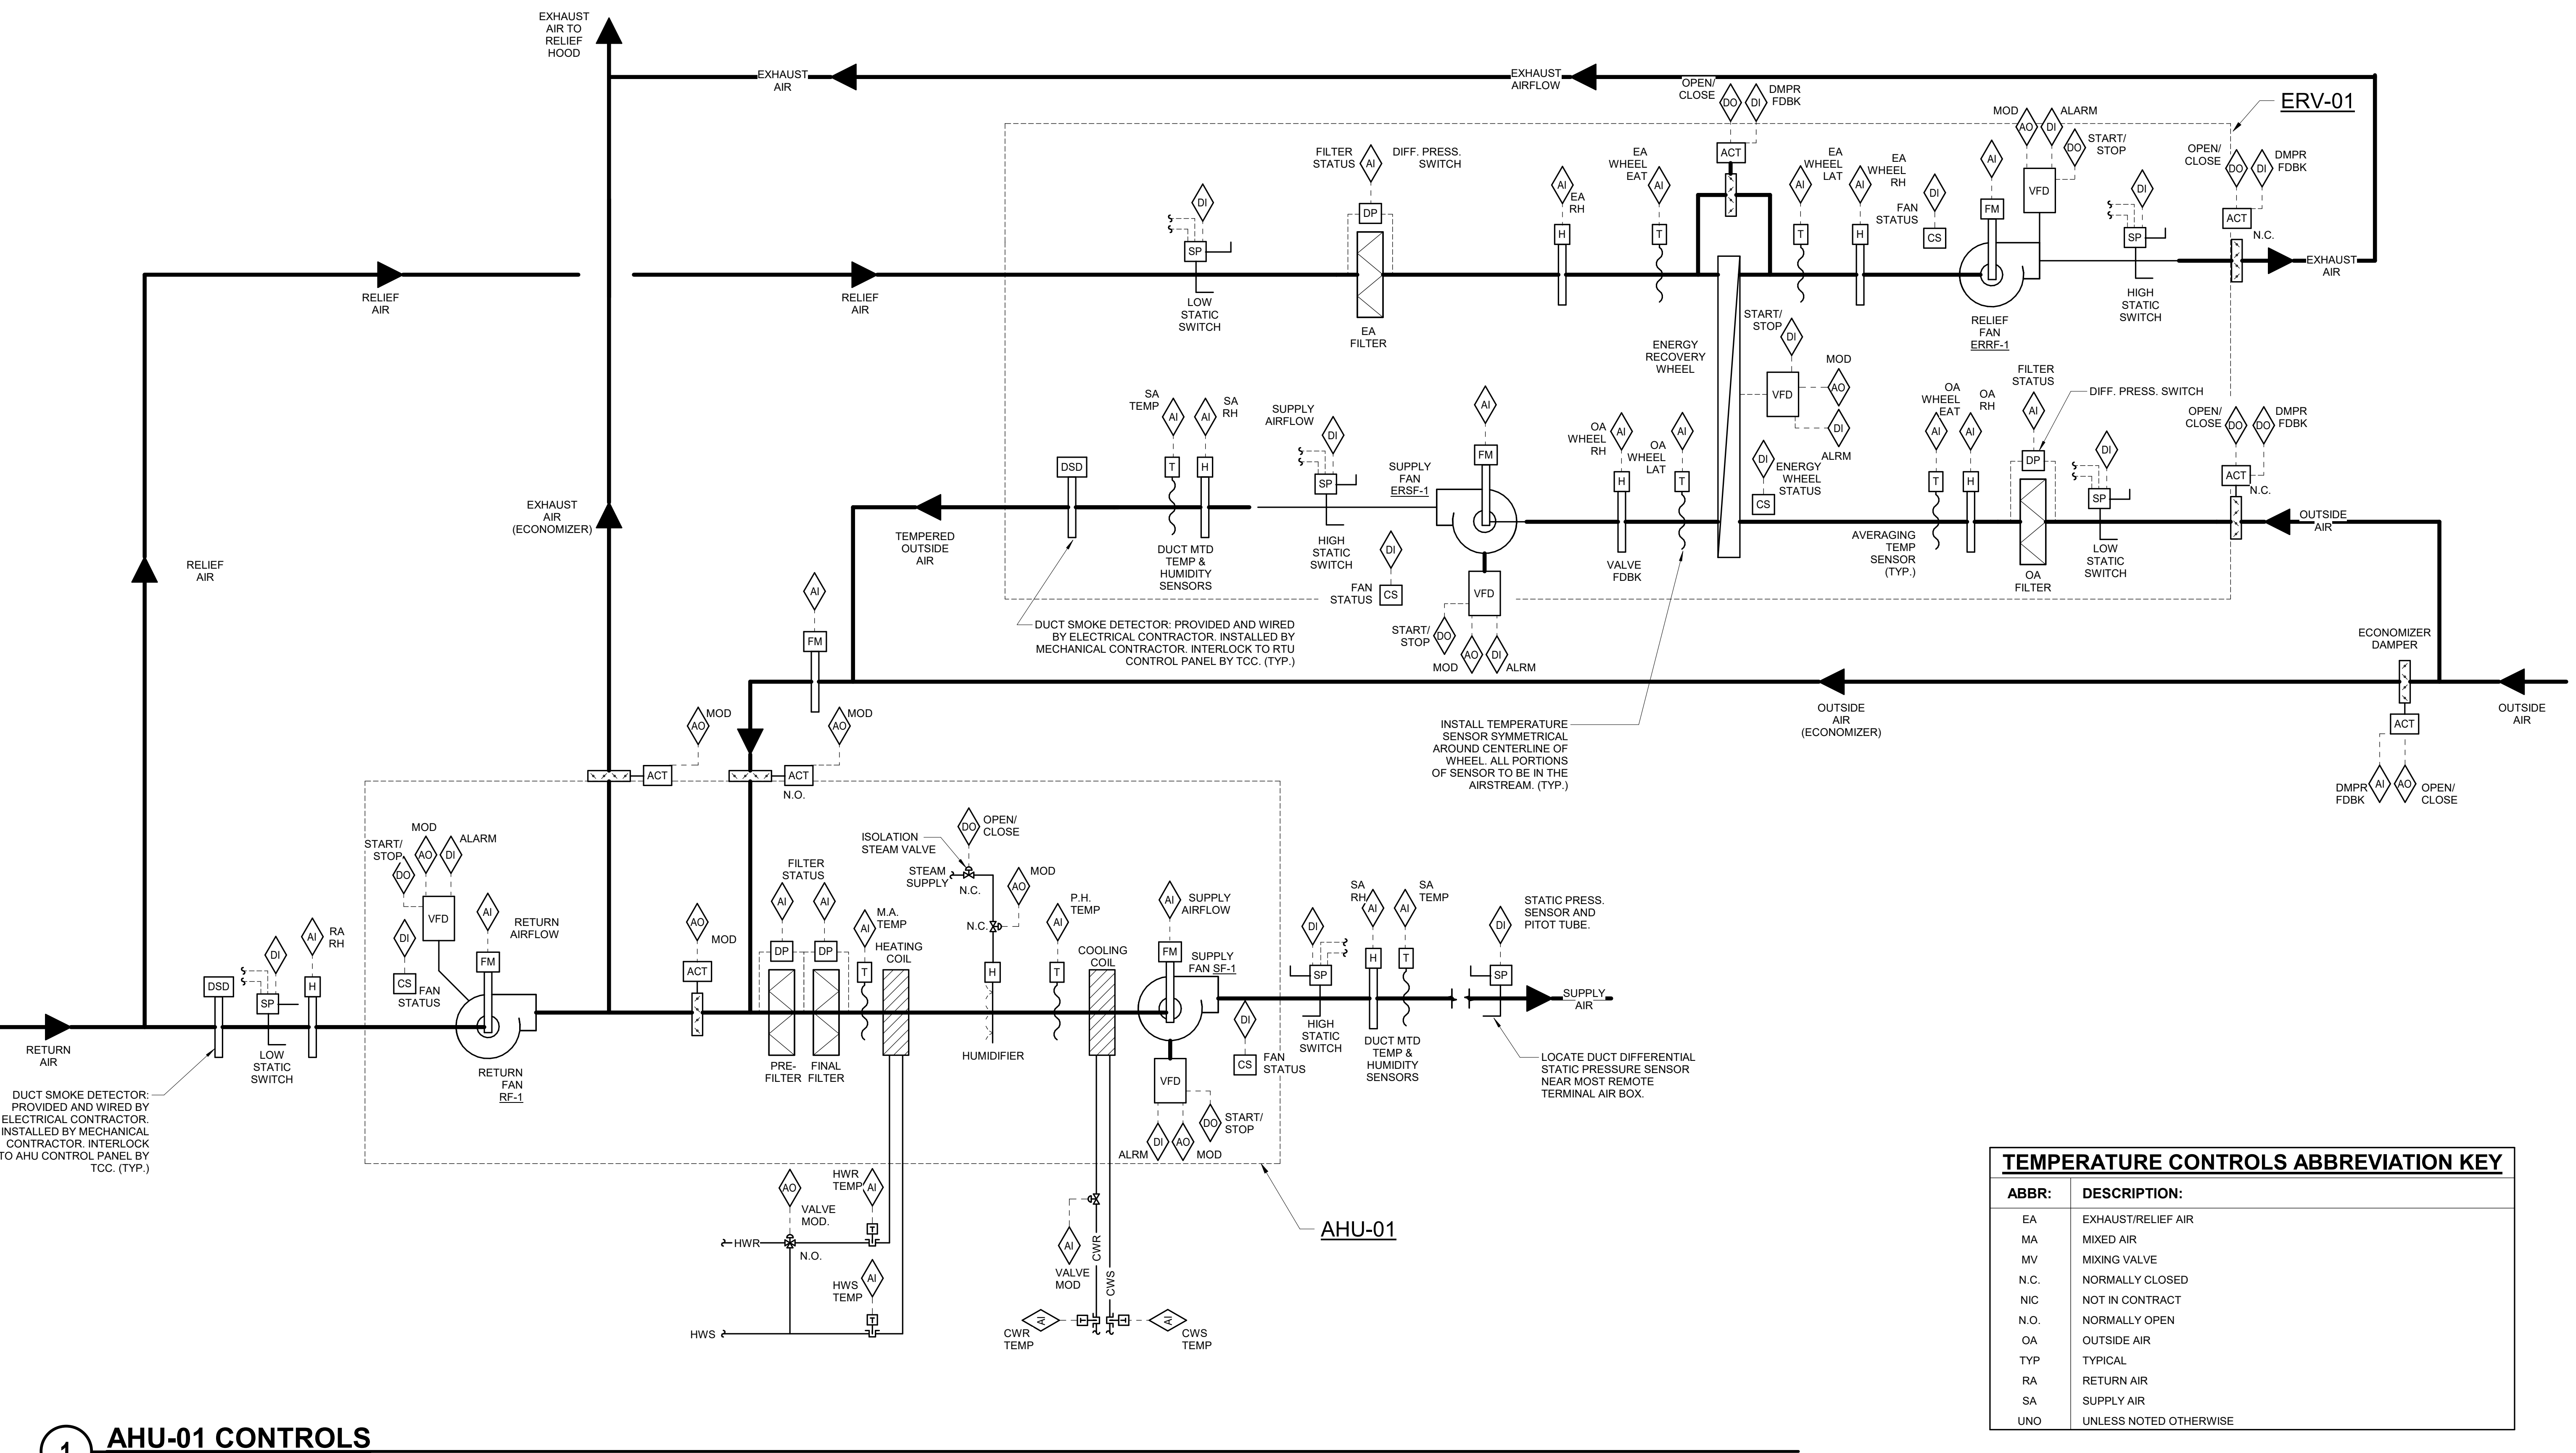 EXHAUST
AIR TO
RELIEF
HOOD
EXHAUST
AIR
EXHAUST
AIRFLOW
OPEN/
CLOSE
DO
DI
DMPR
FDBK
ACT
ERV-01
MOD
AO
DI
ALARM
DO
START/
STOP
VFD
OPEN/
CLOSE
DO
DI
DMPR
FDBK
ACT
N.C.
FILTER
STATUS
AI
DIFF. PRESS.
SWITCH
DP
DI
SP
LOW
STATIC
SWITCH
EA
FILTER
AI
EA
RH
H
EA
WHEEL
EAT
AI
T
EA
WHEEL
LAT
AI
T
EA
WHEEL
RH
AI
H
DI
FAN
STATUS
CS
AI
FM
RELIEF
FAN
ERRF-1
DI
SP
HIGH
STATIC
SWITCH
EXHAUST
AIR
RELIEF
AIR
RELIEF
AIR
ENERGY
RECOVERY
WHEEL
START/
STOP
DI
VFD
MOD
AO
DI
ALRM
DI
ENERGY
WHEEL
STATUS
CS
SA
TEMP
AI
T
SA
RH
AI
H
DSD
SUPPLY
AIRFLOW
DI
SP
HIGH
STATIC
SWITCH
AI
FM
SUPPLY
FAN
ERSF-1
OA
WHEEL
RH
AI
H
VALVE
FDBK
OA
WHEEL
LAT
AI
T
OA
WHEEL
EAT
AI
T
OA
RH
AI
H
AVERAGING
TEMP
SENSOR
(TYP.)
FILTER
STATUS
AI
DP
DIFF. PRESS. SWITCH
OA
FILTER
DI
SP
LOW
STATIC
SWITCH
OPEN/
CLOSE
DO
DO
DMPR
FDBK
ACT
N.C.
OUTSIDE
AIR
EXHAUST
AIR
(ECONOMIZER)
TEMPERED
OUTSIDE
AIR
DUCT MTD
TEMP &
HUMIDITY
SENSORS
DI
FAN
STATUS
CS
VFD
START/
STOP
DO
MOD
AO
DI
ALRM
RELIEF
AIR
AI
FM
DUCT SMOKE DETECTOR: PROVIDED AND WIRED
BY ELECTRICAL CONTRACTOR. INSTALLED BY
MECHANICAL CONTRACTOR. INTERLOCK TO RTU
CONTROL PANEL BY TCC. (TYP.)
ECONOMIZER
DAMPER
ACT
DMPR
FDBK
AI
AO
OPEN/
CLOSE
OUTSIDE
AIR
(ECONOMIZER)
OUTSIDE
AIR
INSTALL TEMPERATURE
SENSOR SYMMETRICAL
AROUND CENTERLINE OF
WHEEL. ALL PORTIONS
OF SENSOR TO BE IN THE
AIRSTREAM. (TYP.)
AO
MOD
ACT
AO
MOD
ACT
N.O.
MOD
START/
STOP
DO
AO
DI
ALARM
VFD
DI
CS
FAN
STATUS
AI
RETURN
AIRFLOW
FM
RETURN
FAN
RF-1
RETURN
AIR
DSD
DI
SP
LOW
STATIC
SWITCH
AI
RA
RH
H
DUCT SMOKE DETECTOR:
PROVIDED AND WIRED BY
ELECTRICAL CONTRACTOR.
INSTALLED BY MECHANICAL
CONTRACTOR. INTERLOCK
TO AHU CONTROL PANEL BY
TCC. (TYP.)
AO
MOD
ACT
FILTER
STATUS
AI
AI
DP
DP
PRE-
FILTER
FINAL
FILTER
M.A.
TEMP
AI
T
HEATING
COIL
ISOLATION
STEAM VALVE
DO
OPEN/
CLOSE
STEAM
SUPPLY
N.C.
AO
MOD
N.C.
H
HUMIDIFIER
P.H.
TEMP
AI
T
COOLING
COIL
AI
SUPPLY
AIRFLOW
FM
SUPPLY
FAN SF-1
VFD
DO
START/
STOP
ALRM
DI
AO
MOD
DI
CS
FAN
STATUS
DI
SP
HIGH
STATIC
SWITCH
SA
RH
AI
H
SA
TEMP
AI
T
DUCT MTD
TEMP &
HUMIDITY
SENSORS
STATIC PRESS.
SENSOR AND
PITOT TUBE.
DI
SP
SUPPLY
AIR
LOCATE DUCT DIFFERENTIAL
STATIC PRESSURE SENSOR
NEAR MOST REMOTE
TERMINAL AIR BOX.
AHU-01
AO
VALVE
MOD.
HWR
TEMP
AI
T
HWR
N.O.
HWS
TEMP
AI
T
HWS
AI
VALVE
MOD
CWR
CWS
AI
T
T
AI
CWR
TEMP
CWS
TEMP
TEMPERATURE CONTROLS ABBREVIATION KEY
ABBR: DESCRIPTION:
EA EXHAUST/RELIEF AIR
MA MIXED AIR
MV MIXING VALVE
N.C. NORMALLY CLOSED
NIC NOT IN CONTRACT
N.O. NORMALLY OPEN
OA OUTSIDE AIR
TYP TYPICAL
RA RETURN AIR
SA SUPPLY AIR
UNO UNLESS NOTED OTHERWISE
1
AHU-01 CONTROLS